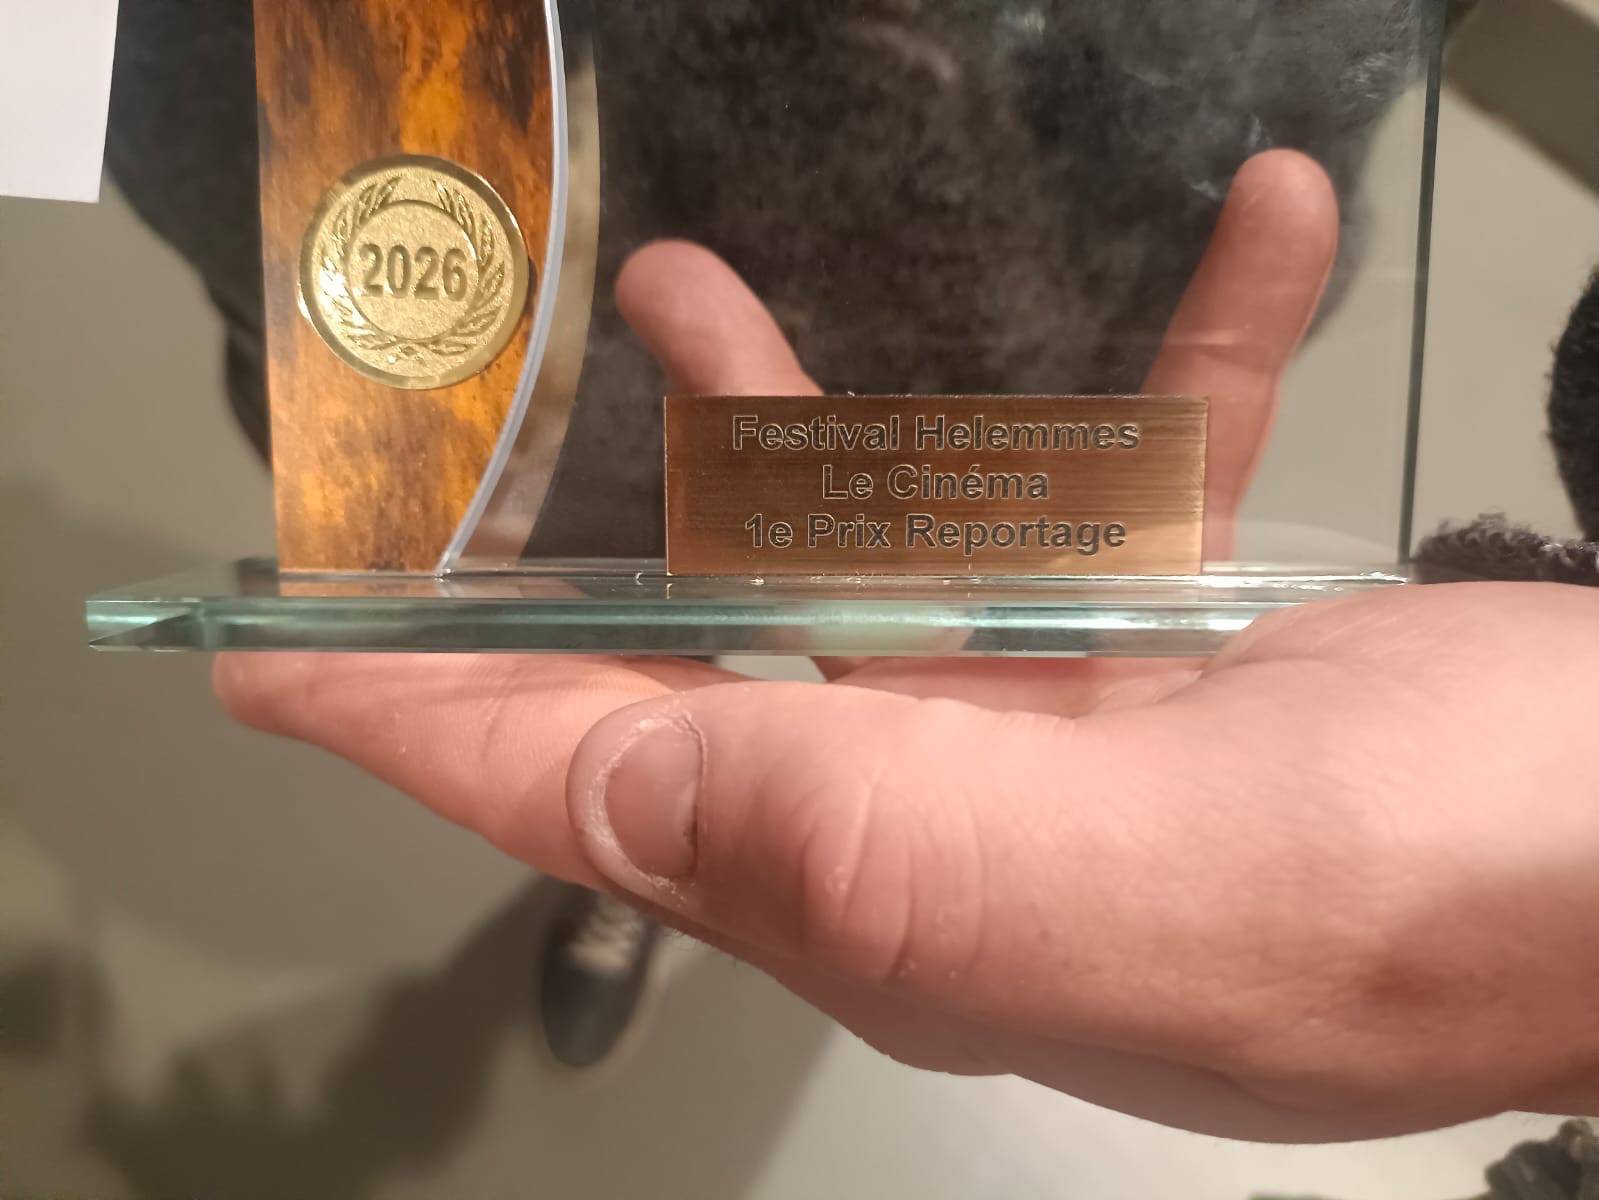 2026
Festival Helemmes
Le Cinéma
1e Prix Reportage